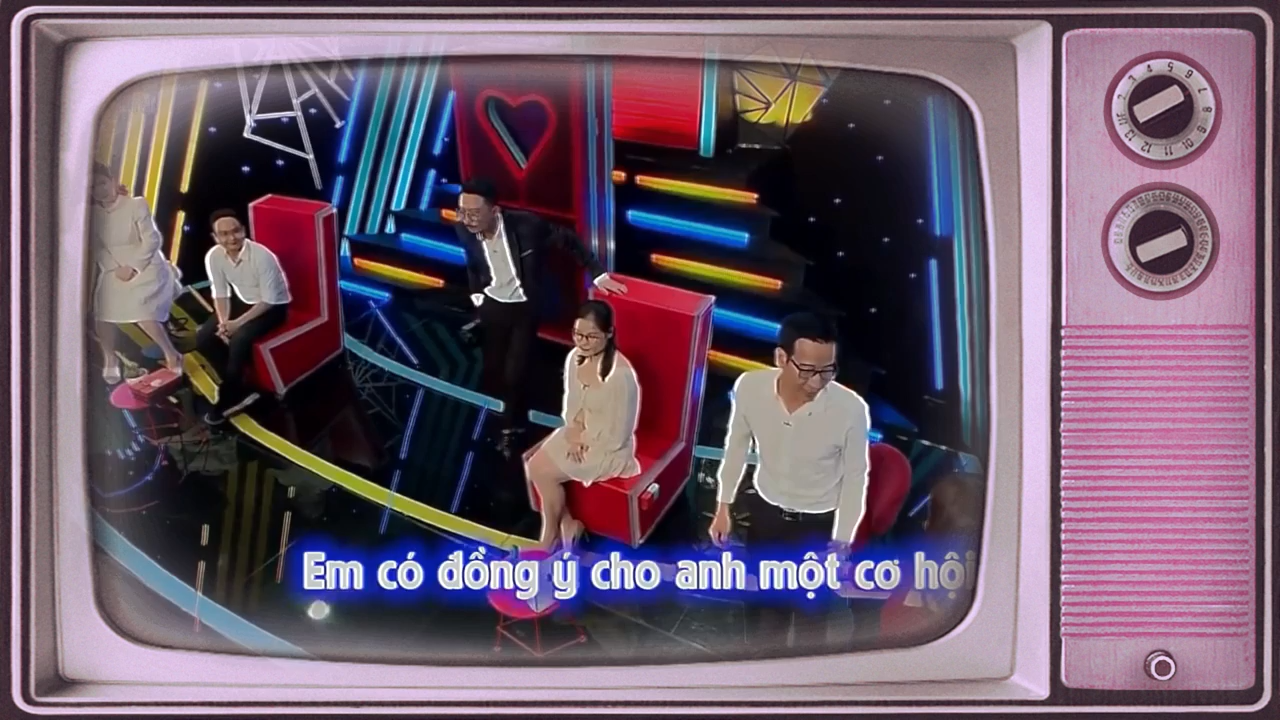 Em có đồng ý cho anh một cơ hội